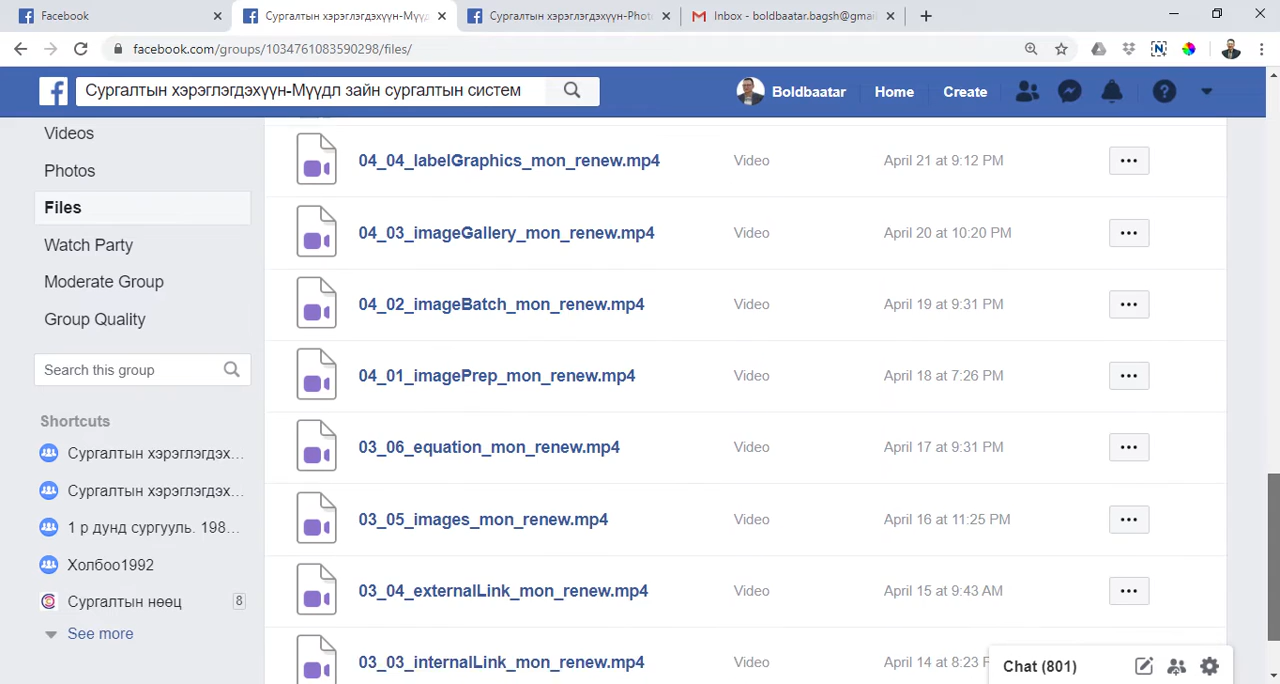 Facebook
Сургалтын хэрэглэгдэхүүн-Мүүд
Сургалтын хэрэглэгдэхүүн-Phot
Inbox - boldbaatar.bagsh@gmai
facebook.com/groups/1034761083590298/files/
Сургалтын хэрэглэгдэхүүн-Мүүдл зайн сургалтын систем
Boldbaatar
Home
Create
Videos
Photos
Files
Watch Party
Moderate Group
Group Quality
Search this group
Shortcuts
Сургалтын хэрэглэгдэх...
Сургалтын хэрэглэгдэх...
1 р дунд сургууль. 198...
Холбоо1992
Сургалтын нөөц 8
See more
04_04_labelGraphics_mon_renew.mp4 Video April 21 at 9:12 PM
04_03_imageGallery_mon_renew.mp4 Video April 20 at 10:20 PM
04_02_imageBatch_mon_renew.mp4 Video April 19 at 9:31 PM
04_01_imagePrep_mon_renew.mp4 Video April 18 at 7:26 PM
03_06_equation_mon_renew.mp4 Video April 17 at 9:31 PM
03_05_images_mon_renew.mp4 Video April 16 at 11:25 PM
03_04_externalLink_mon_renew.mp4 Video April 15 at 9:43 AM
03_03_internalLink_mon_renew.mp4 Video April 14 at 8:23
Chat (801)